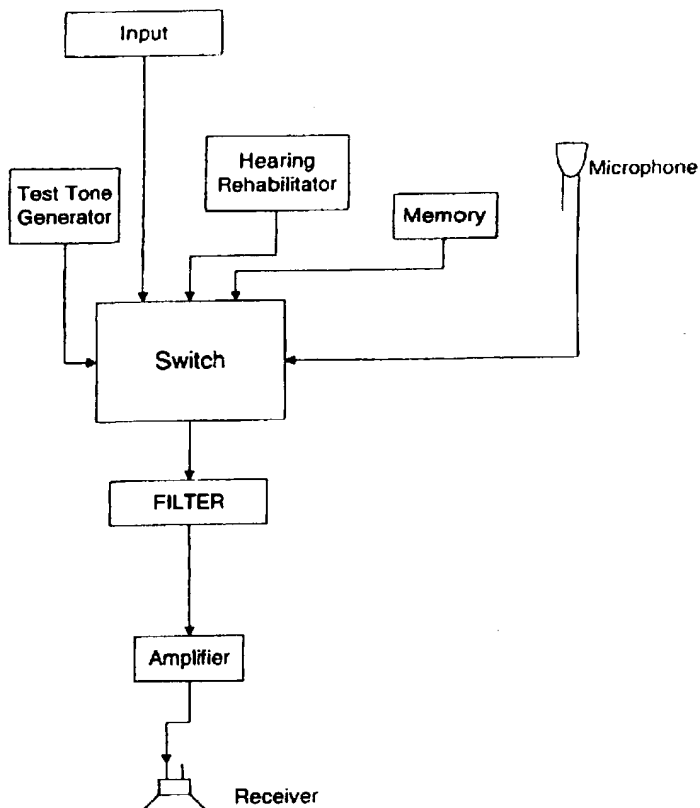 Input
Hearing
Rehabilitator
Microphone
Test Tone
Generator
Memory
Switch
FILTER
Amplifier
Receiver